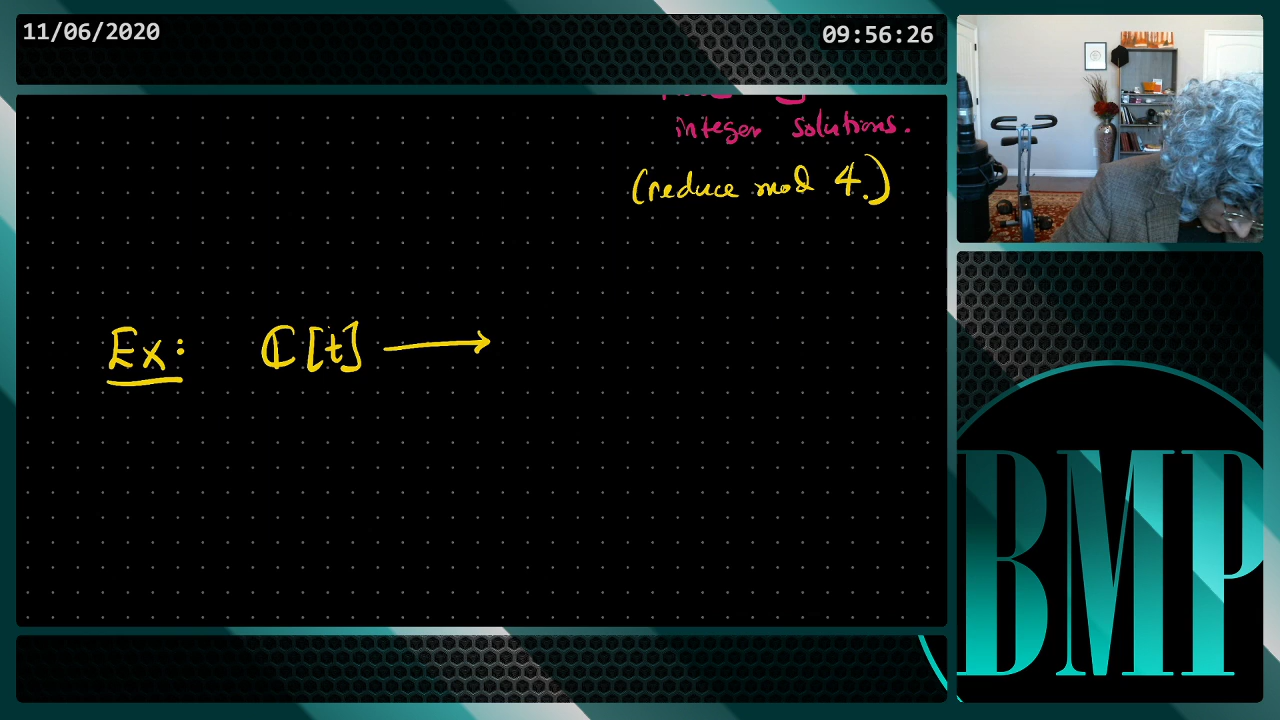 11/06/2020
09:56:26
integer solutions.
(reduce mod 4.)
Ex: ℂ[t] ⟶
BMP